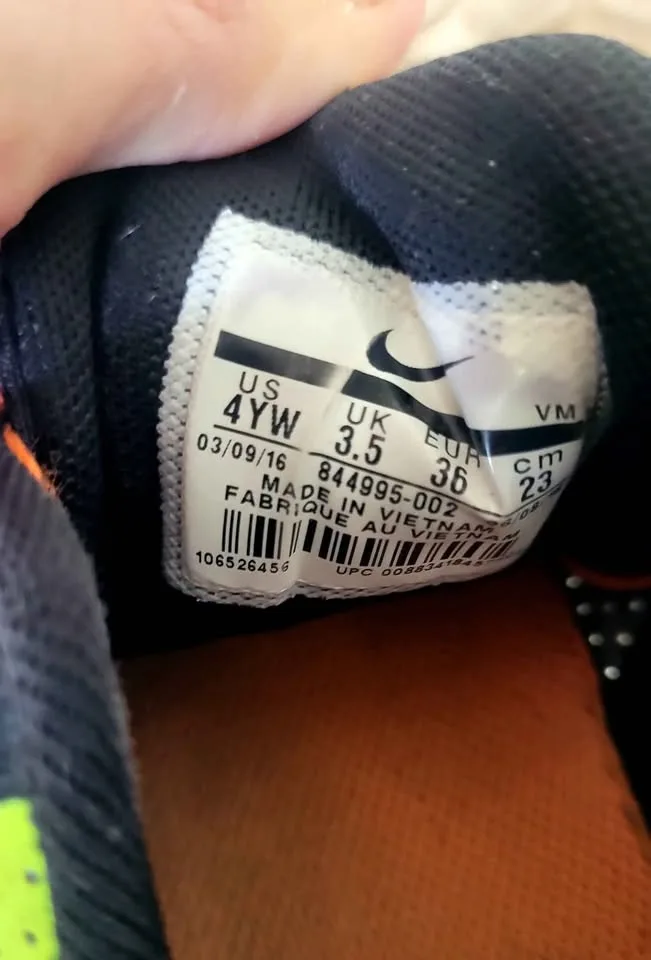 VM
US UK EUR cm
4YW 3.5 36 23
03/09/16
844995-002
MADE IN VIETNAM
FABRIQUE AU VIETNAM
106526456
UPC